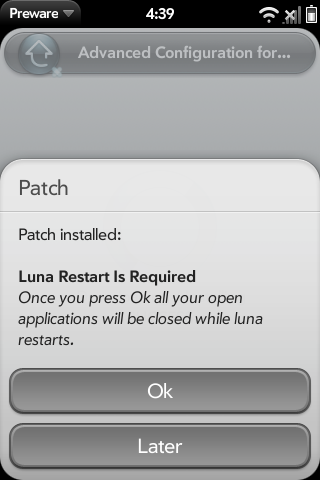 Preware
4:39
Advanced Configuration for...
Patch
Patch installed:
Luna Restart Is Required
Once you press Ok all your open
applications will be closed while luna
restarts.
Ok
Later